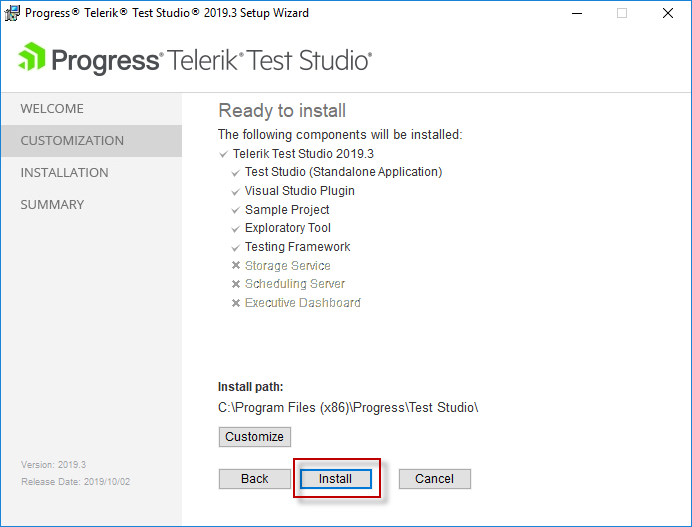 Progress® Telerik® Test Studio® 2019.3 Setup Wizard
Progress® Telerik® Test Studio®
WELCOME
CUSTOMIZATION
INSTALLATION
SUMMARY
Version: 2019.3
Release Date: 2019/10/02
Ready to install
The following components will be installed:
Telerik Test Studio 2019.3
Test Studio (Standalone Application)
Visual Studio Plugin
Sample Project
Exploratory Tool
Testing Framework
Storage Service
Scheduling Server
Executive Dashboard
Install path:
C:\Program Files (x86)\Progress\Test Studio\
Customize
Back Install Cancel